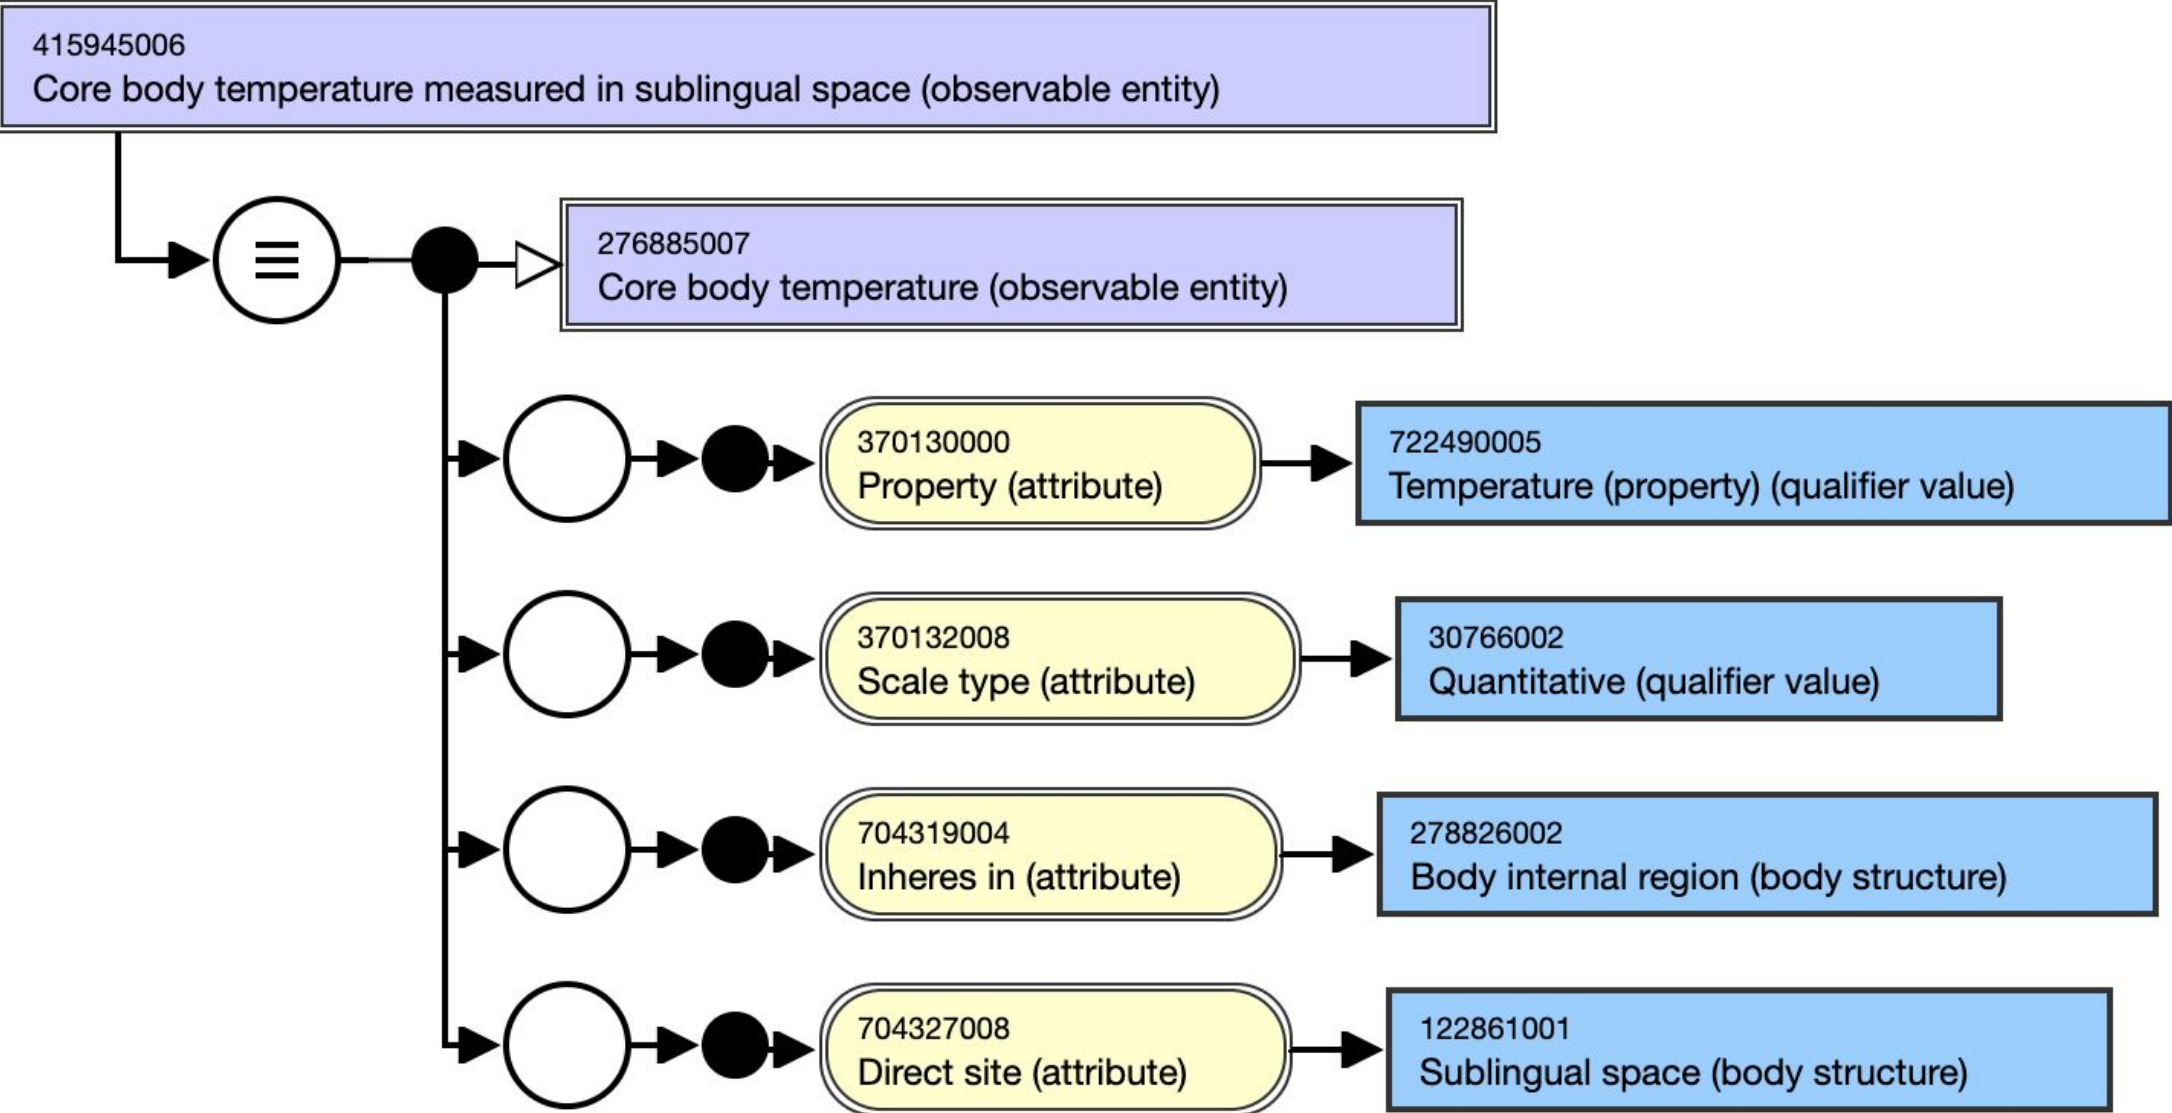 415945006
Core body temperature measured in sublingual space (observable entity)
276885007
Core body temperature (observable entity)
370130000
Property (attribute)
722490005
Temperature (property) (qualifier value)
370132008
Scale type (attribute)
30766002
Quantitative (qualifier value)
704319004
Inheres in (attribute)
278826002
Body internal region (body structure)
704327008
Direct site (attribute)
122861001
Sublingual space (body structure)